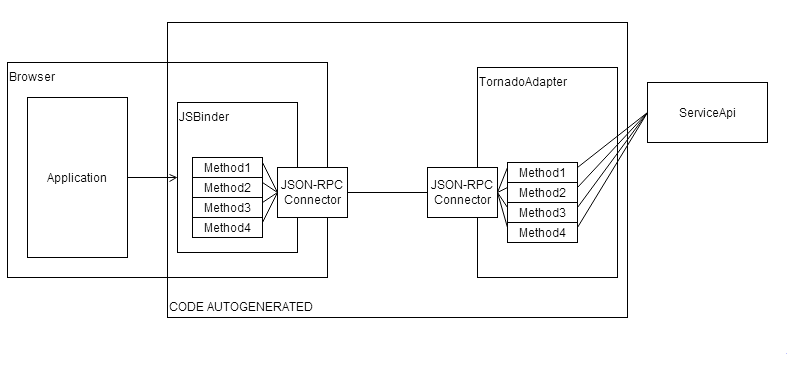 Browser
TornadoAdapter
JSBinder
ServiceApi
Application
Method1
Method2
Method3
Method4
JSON-RPC
Connector
JSON-RPC
Connector
Method1
Method2
Method3
Method4
CODE AUTOGENERATED